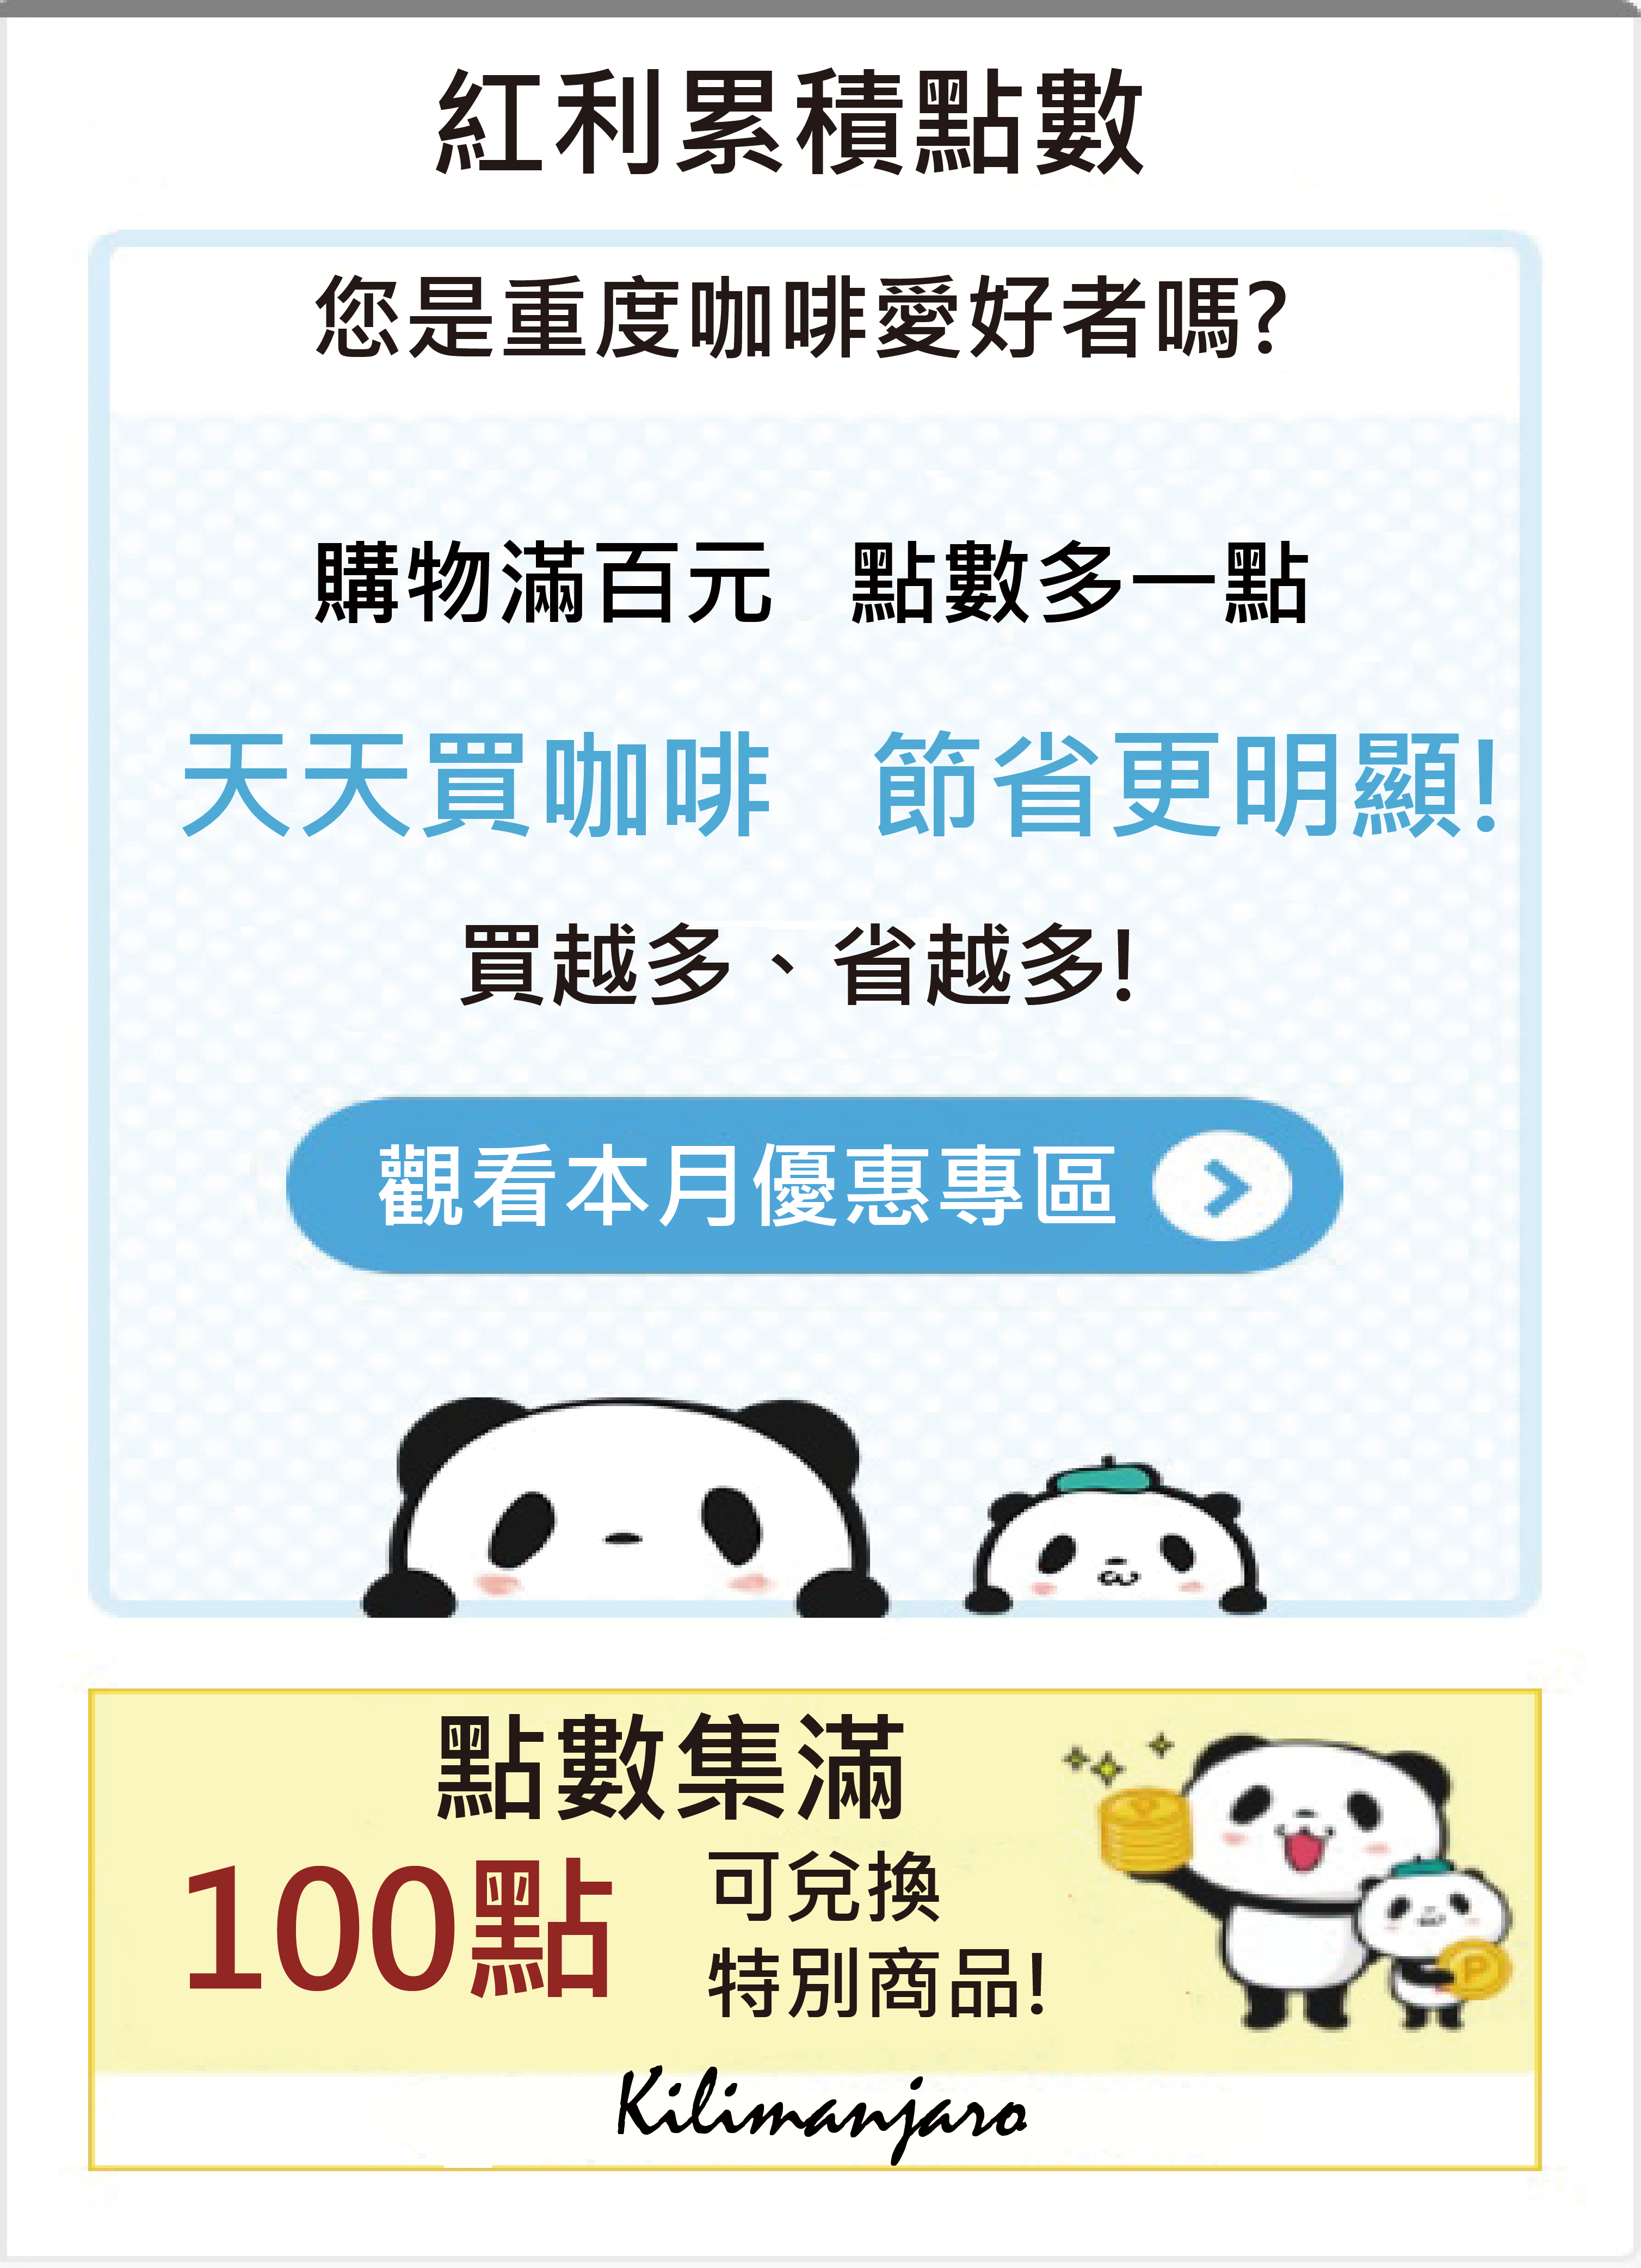 紅利累積點數
您是重度咖啡愛好者嗎?
購物滿百元 點數多一點
天天買咖啡 節省更明顯!
買越多、省越多!
觀看本月優惠專區
點數集滿
100點
可兌換
特別商品!
P
Kilimanjaro